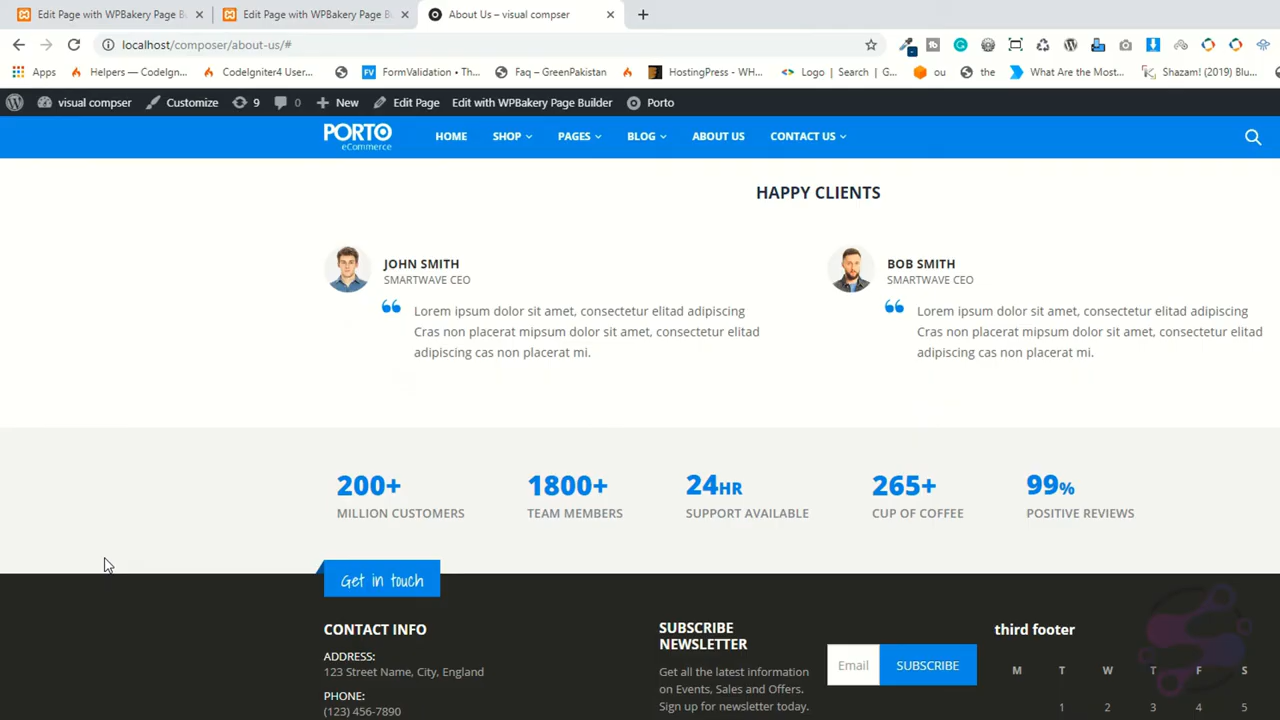 Edit Page with WPBakery Page B
Edit Page with WPBakery Page B
About Us – visual compser
localhost/composer/about-us/#
Apps
Helpers — CodeIgn...
CodeIgniter4 User...
FormValidation • Th...
Faq – GreenPakistan
HostingPress - WH...
Logo | Search | G...
ou
the
What Are the Most...
Shazam! (2019) Blu...
visual compser
Customize
9
0
New
Edit Page
Edit with WPBakery Page Builder
Porto
PORTO
eCommerce
HOME
SHOP
PAGES
BLOG
ABOUT US
CONTACT US
HAPPY CLIENTS
JOHN SMITH
SMARTWAVE CEO
Lorem ipsum dolor sit amet, consectetur elitad adipiscing
Cras non placerat mipsum dolor sit amet, consectetur elitad
adipiscing cas non placerat mi.
BOB SMITH
SMARTWAVE CEO
Lorem ipsum dolor sit amet, consectetur elitad adipiscing
Cras non placerat mipsum dolor sit amet, consectetur elitad
adipiscing cas non placerat mi.
200+
MILLION CUSTOMERS
1800+
TEAM MEMBERS
24HR
SUPPORT AVAILABLE
265+
CUP OF COFFEE
99%
POSITIVE REVIEWS
Get in touch
CONTACT INFO
ADDRESS:
123 Street Name, City, England
PHONE:
(123) 456-7890
SUBSCRIBE
NEWSLETTER
Get all the latest information
on Events, Sales and Offers.
Sign up for newsletter today.
Email
SUBSCRIBE
third footer
M T W T F S
1 2 3 4 5